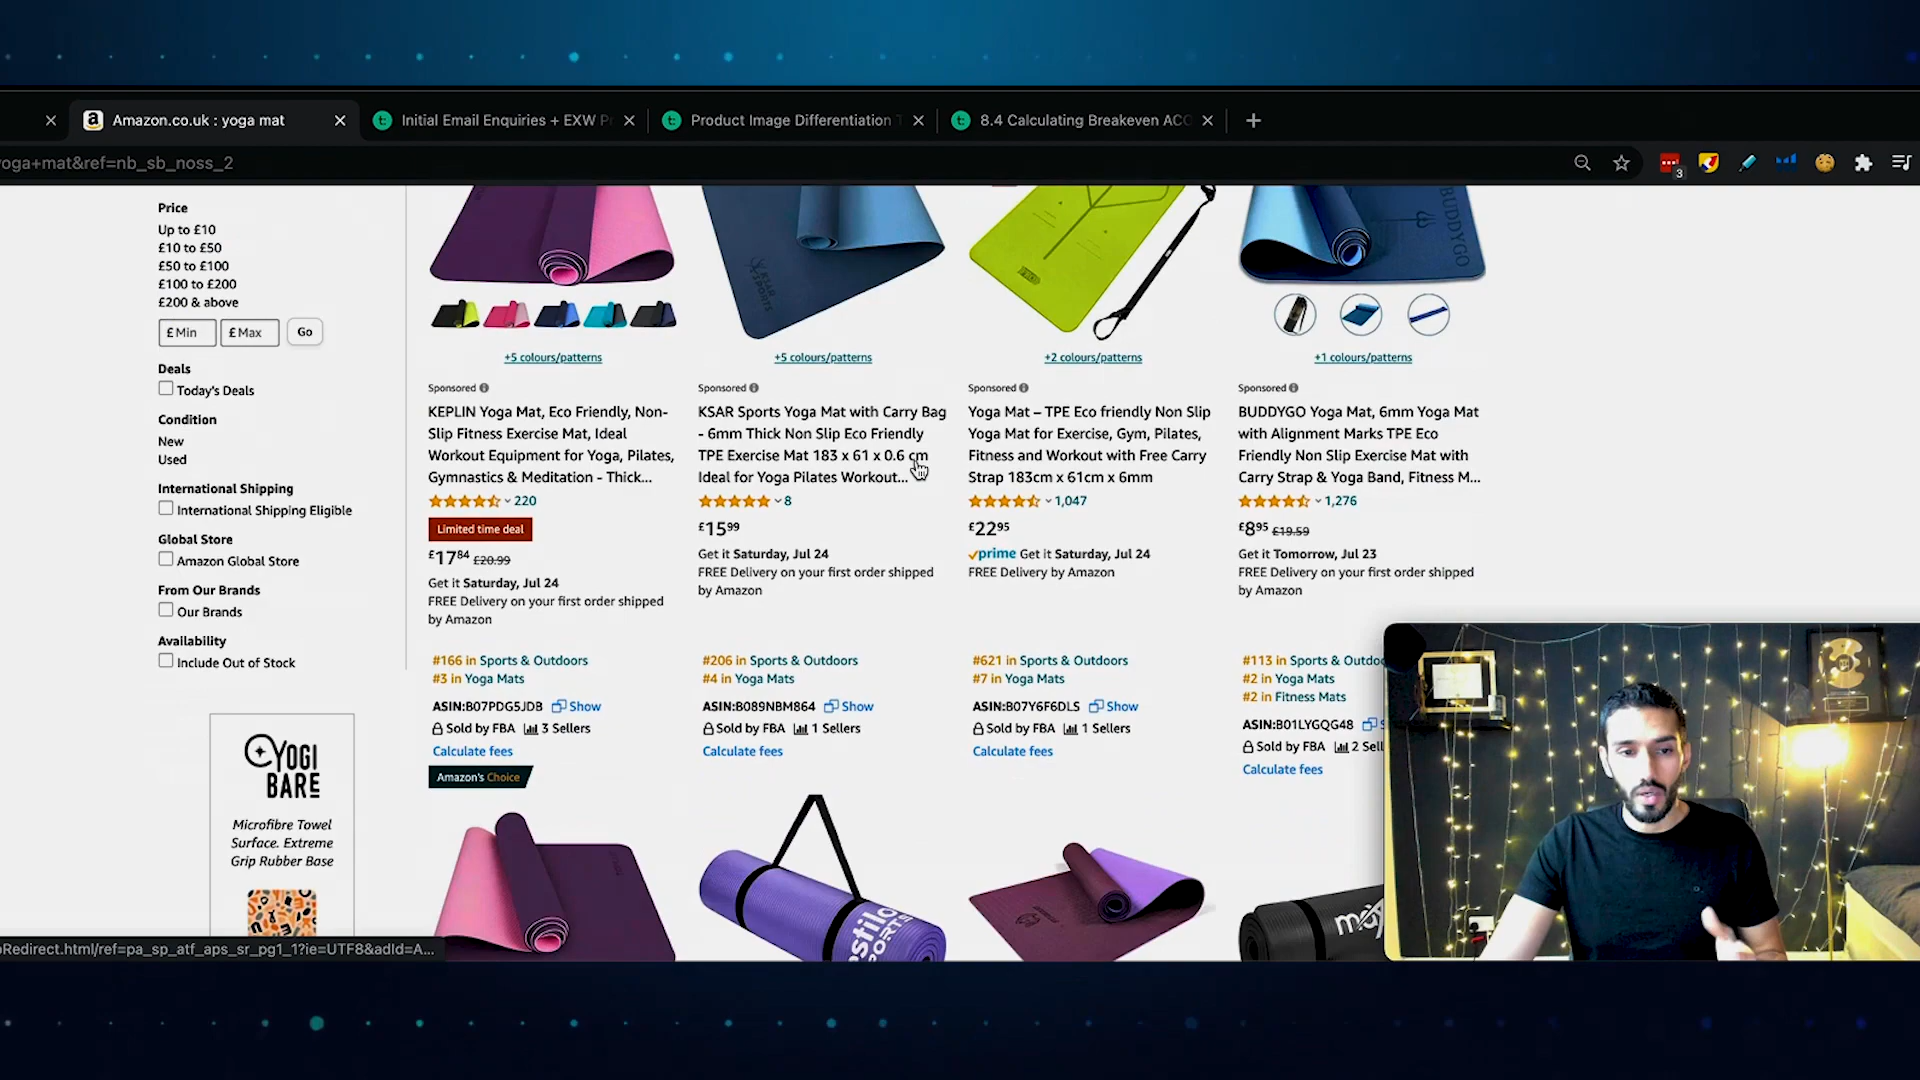 Amazon.co.uk : yoga mat
Initial Email Enquiries + EXW P
Product Image Differentiation
8.4 Calculating Breakeven ACO
oga+mat&ref=nb_sb_noss_2
3
Price
Up to £10
£10 to £50
£50 to £100
£100 to £200
£200 & above
£ Min
£ Max
Go
Deals
Today's Deals
Condition
New
Used
International Shipping
International Shipping Eligible
Global Store
Amazon Global Store
From Our Brands
Our Brands
Availability
Include Out of Stock
YOGI
BARE
Microfibre Towel
Surface. Extreme
Grip Rubber Base
+5 colours/patterns
Sponsored
KEPLIN Yoga Mat, Eco Friendly, Non-
Slip Fitness Exercise Mat, Ideal
Workout Equipment for Yoga, Pilates,
Gymnastics & Meditation - Thick...
220
Limited time deal
£17 84 £20.99
Get it Saturday, Jul 24
FREE Delivery on your first order shipped
by Amazon
#166 in Sports & Outdoors
#3 in Yoga Mats
ASIN:B07PDG5JDB Show
Sold by FBA 3 Sellers
Calculate fees
Amazon's Choice
KSAR
SPORTS
+5 colours/patterns
Sponsored
KSAR Sports Yoga Mat with Carry Bag
- 6mm Thick Non Slip Eco Friendly
TPE Exercise Mat 183 x 61 x 0.6 cm
Ideal for Yoga Pilates Workout...
8
£15 99
Get it Saturday, Jul 24
FREE Delivery on your first order shipped
by Amazon
#206 in Sports & Outdoors
#4 in Yoga Mats
ASIN:B089NBM864 Show
Sold by FBA 1 Sellers
Calculate fees
+2 colours/patterns
Sponsored
Yoga Mat – TPE Eco friendly Non Slip
Yoga Mat for Exercise, Gym, Pilates,
Fitness and Workout with Free Carry
Strap 183cm x 61cm x 6mm
1,047
£22 95
prime Get it Saturday, Jul 24
FREE Delivery by Amazon
#621 in Sports & Outdoors
#7 in Yoga Mats
ASIN:B07Y6F6DLS Show
Sold by FBA 1 Sellers
Calculate fees
BUDDYGO
+1 colours/patterns
Sponsored
BUDDYGO Yoga Mat, 6mm Yoga Mat
with Alignment Marks TPE Eco
Friendly Non Slip Exercise Mat with
Carry Strap & Yoga Band, Fitness M...
1,276
£8 95 £19.59
Get it Tomorrow, Jul 23
FREE Delivery on your first order shipped
by Amazon
#113 in Sports & Outdoo
#2 in Yoga Mats
#2 in Fitness Mats
ASIN:B01LYGQG48 S
Sold by FBA 2 Sell
Calculate fees
oRedirect.html/ref=pa_sp_atf_aps_sr_pg1_1?ie=UTF8&adId=A...